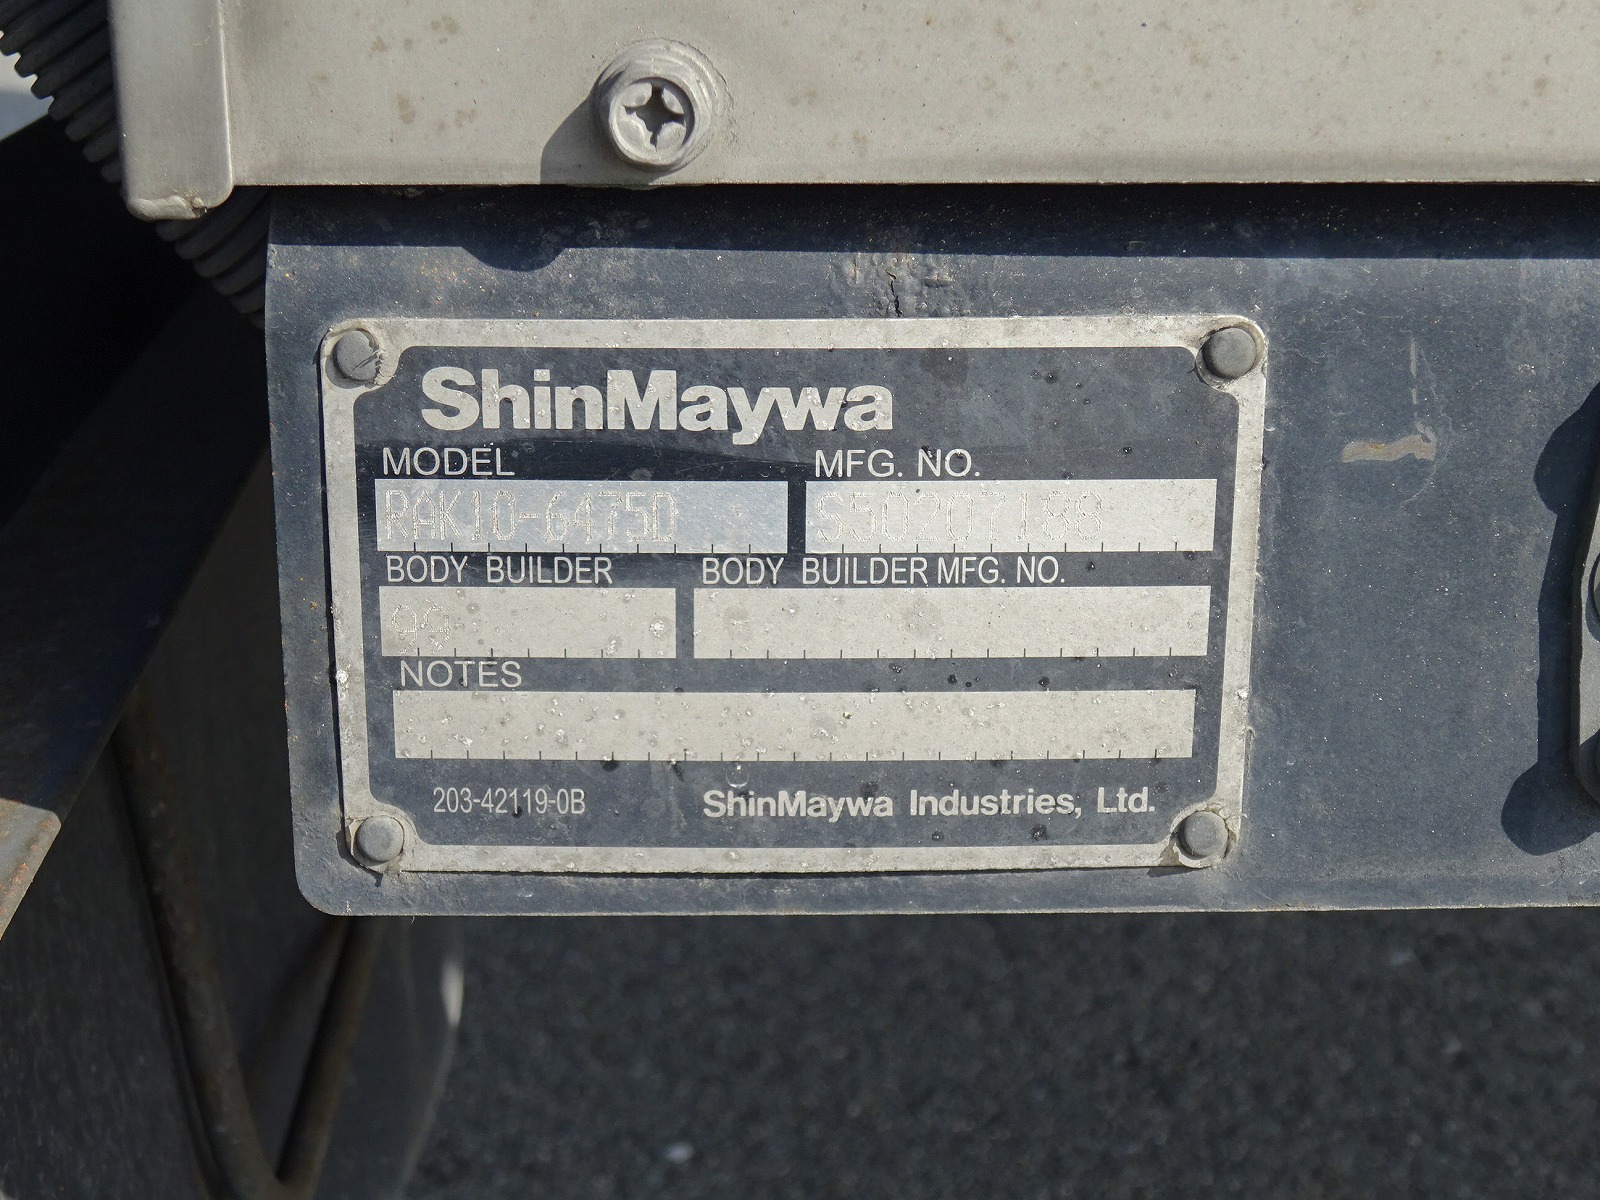 ShinMaywa
MODEL MFG. NO.
RAK10-64750 S50207188
BODY BUILDER BODY BUILDER MFG. NO.
99
NOTES
203-42119-0B ShinMaywa Industries, Ltd.